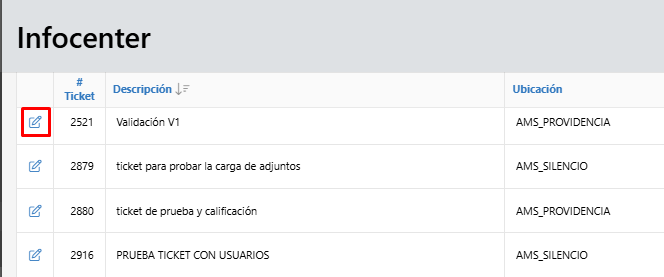 Infocenter
# Ticket Descripción Ubicación
2521 Validación V1 AMS_PROVIDENCIA
2879 ticket para probar la carga de adjuntos AMS_SILENCIO
2880 ticket de prueba y calificación AMS_PROVIDENCIA
2916 PRUEBA TICKET CON USUARIOS AMS_SILENCIO